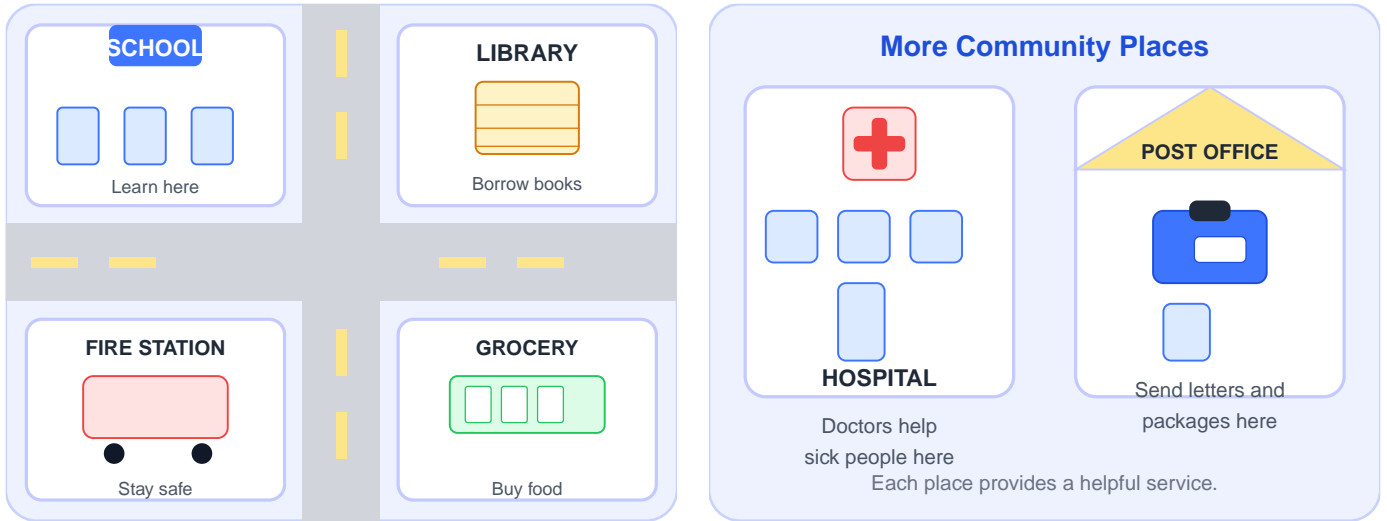 SCHOOL
Learn here
LIBRARY
Borrow books
FIRE STATION
Stay safe
GROCERY
Buy food
More Community Places
HOSPITAL
Doctors help
sick people here
POST OFFICE
Send letters and
packages here
Each place provides a helpful service.